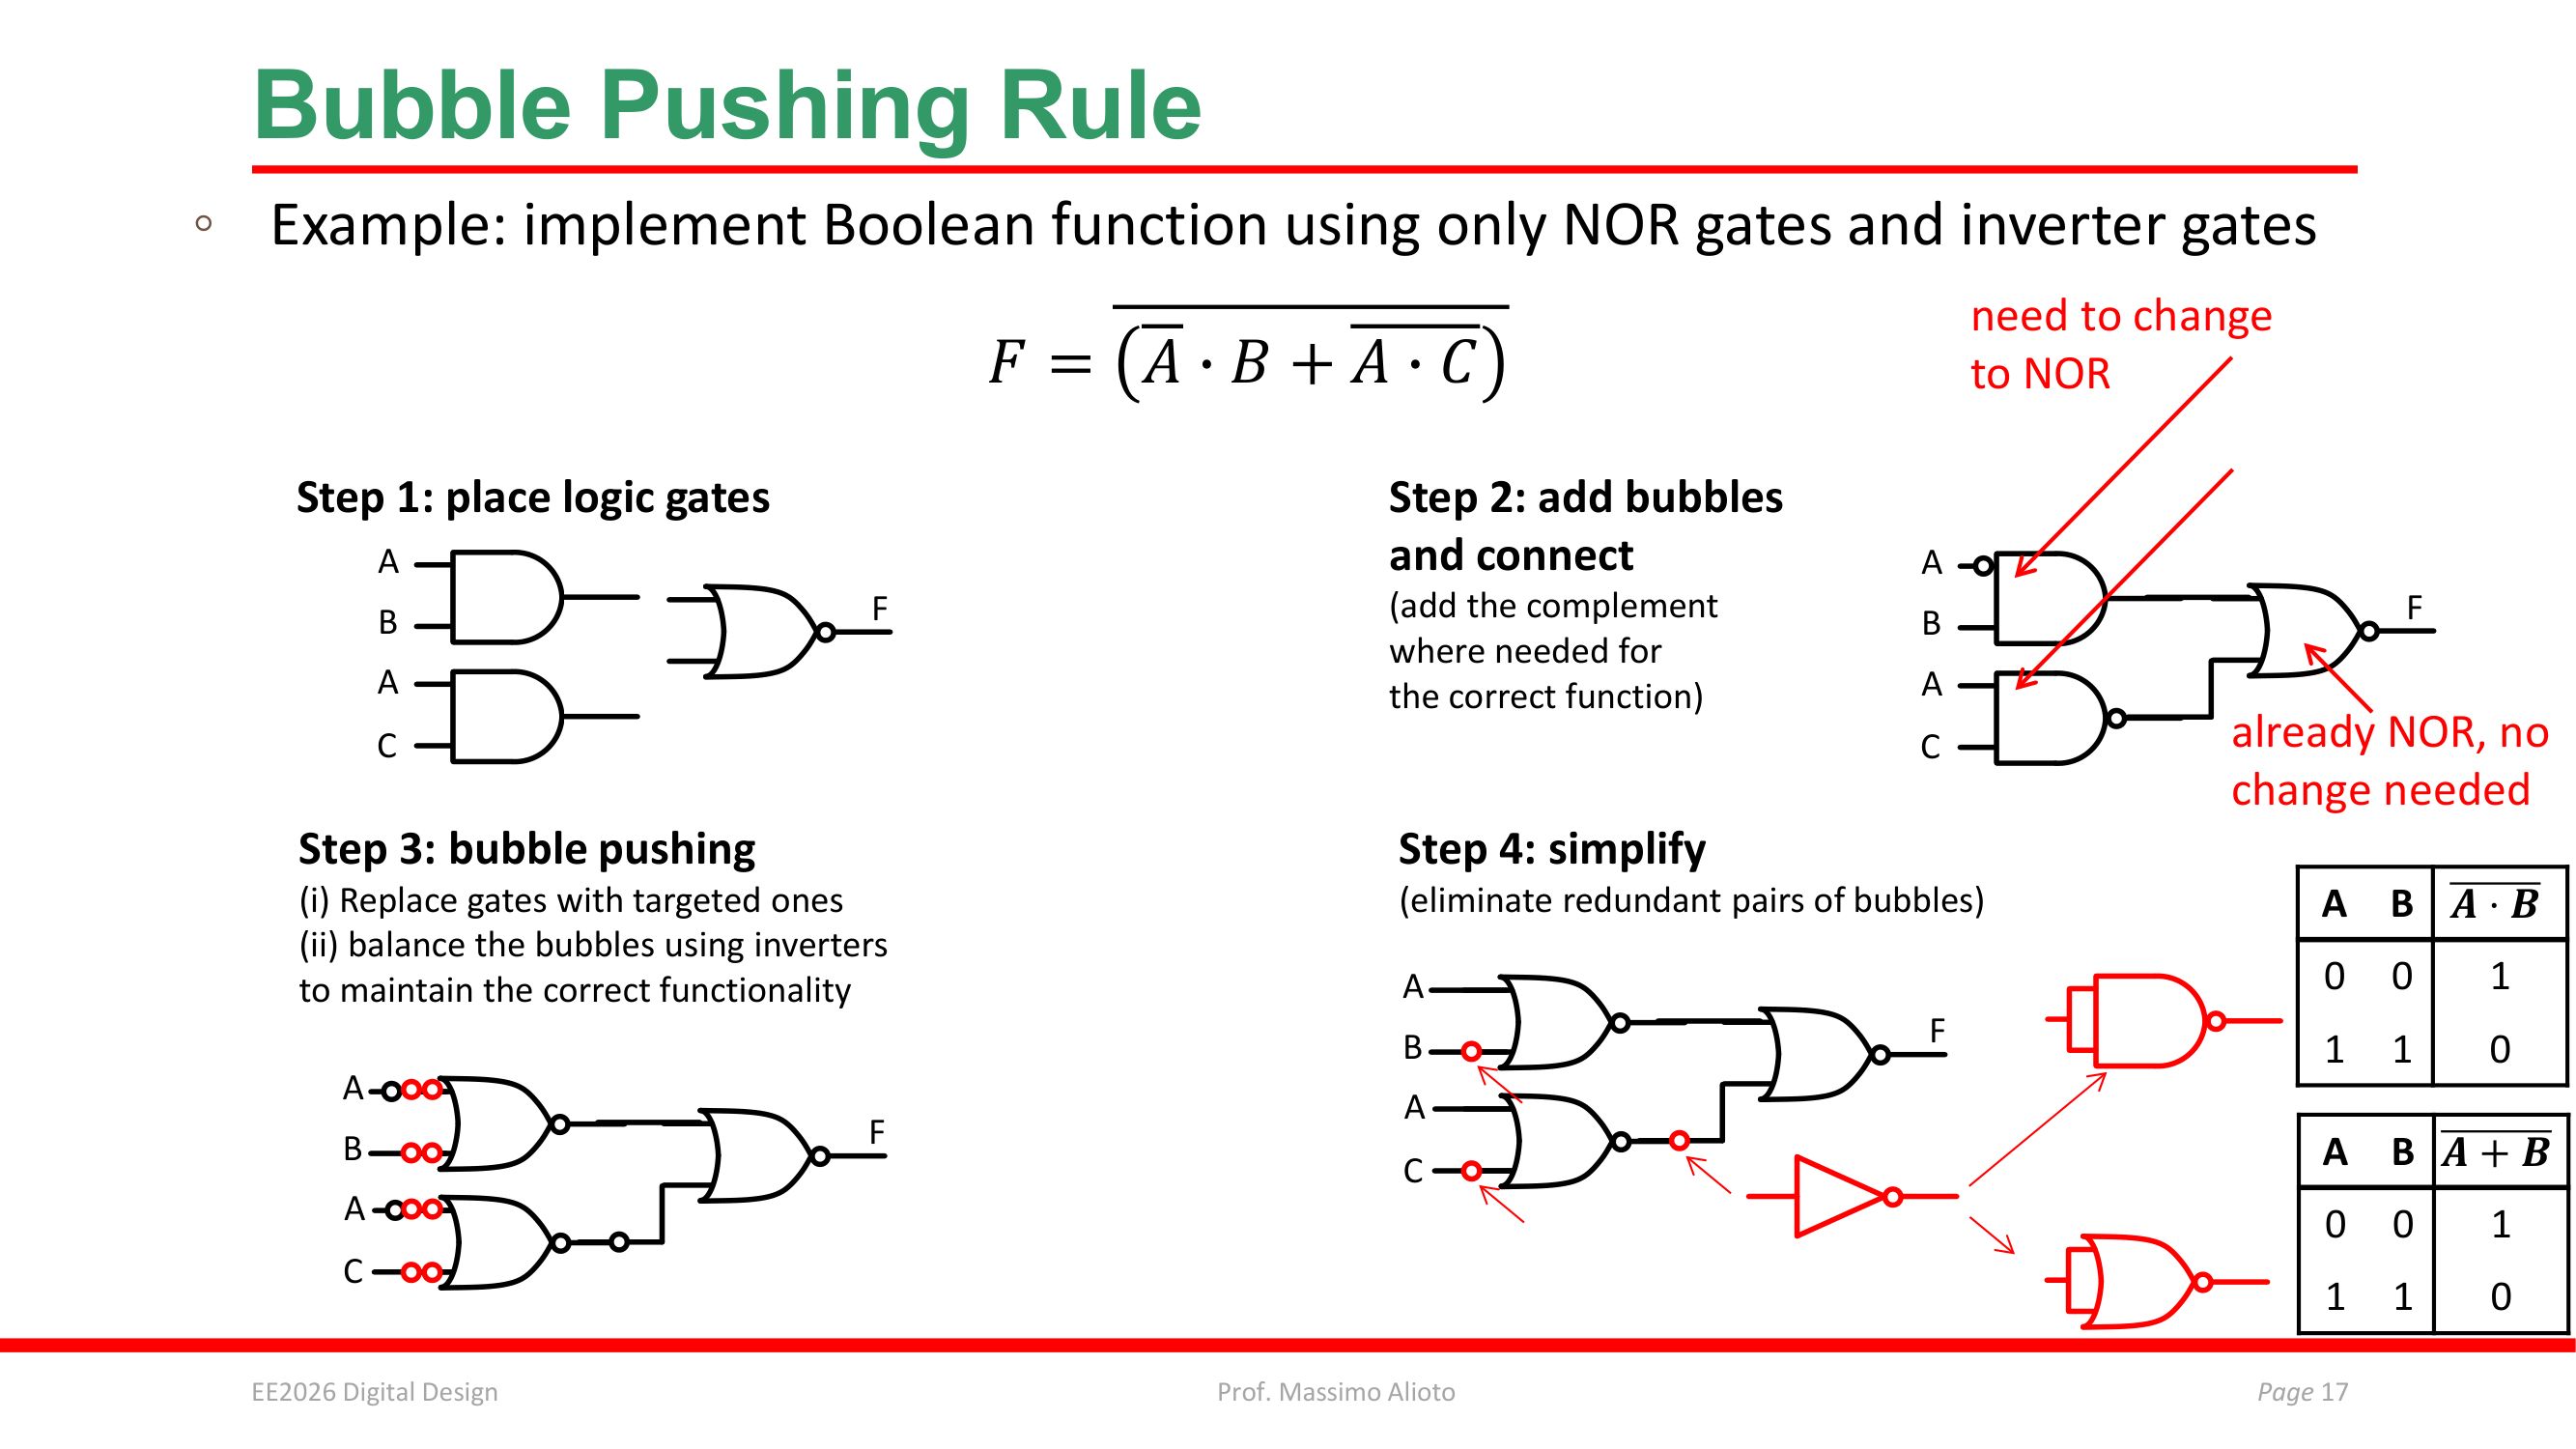 Bubble Pushing Rule
◦ Example: implement Boolean function using only NOR gates and inverter gates
F = \overline{(\overline{A} · B + \overline{A · C})}
need to change
to NOR
Step 1: place logic gates
A
B
A
C
F
Step 2: add bubbles
and connect
(add the complement
where needed for
the correct function)
A
B
A
C
F
already NOR, no
change needed
Step 3: bubble pushing
(i) Replace gates with targeted ones
(ii) balance the bubbles using inverters
to maintain the correct functionality
A
B
A
C
F
Step 4: simplify
(eliminate redundant pairs of bubbles)
A
B
A
C
F
A B \overline{A · B}
0 0 1
1 1 0
A B \overline{A + B}
0 0 1
1 1 0
EE2026 Digital Design
Prof. Massimo Alioto
Page 17